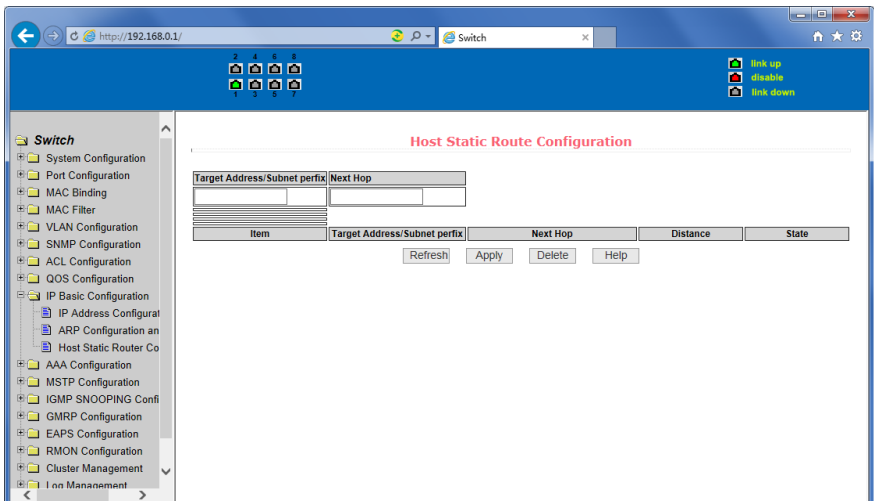 http://192.168.0.1/
Switch
2 4 6 8
1 3 5 7
link up
disable
link down
Switch
System Configuration
Port Configuration
MAC Binding
MAC Filter
VLAN Configuration
SNMP Configuration
ACL Configuration
QOS Configuration
IP Basic Configuration
IP Address Configurat
ARP Configuration an
Host Static Router Co
AAA Configuration
MSTP Configuration
IGMP SNOOPING Confi
GMRP Configuration
EAPS Configuration
RMON Configuration
Cluster Management
Log Management
Host Static Route Configuration
Target Address/Subnet perfix Next Hop
Item Target Address/Subnet perfix Next Hop Distance State
Refresh Apply Delete Help